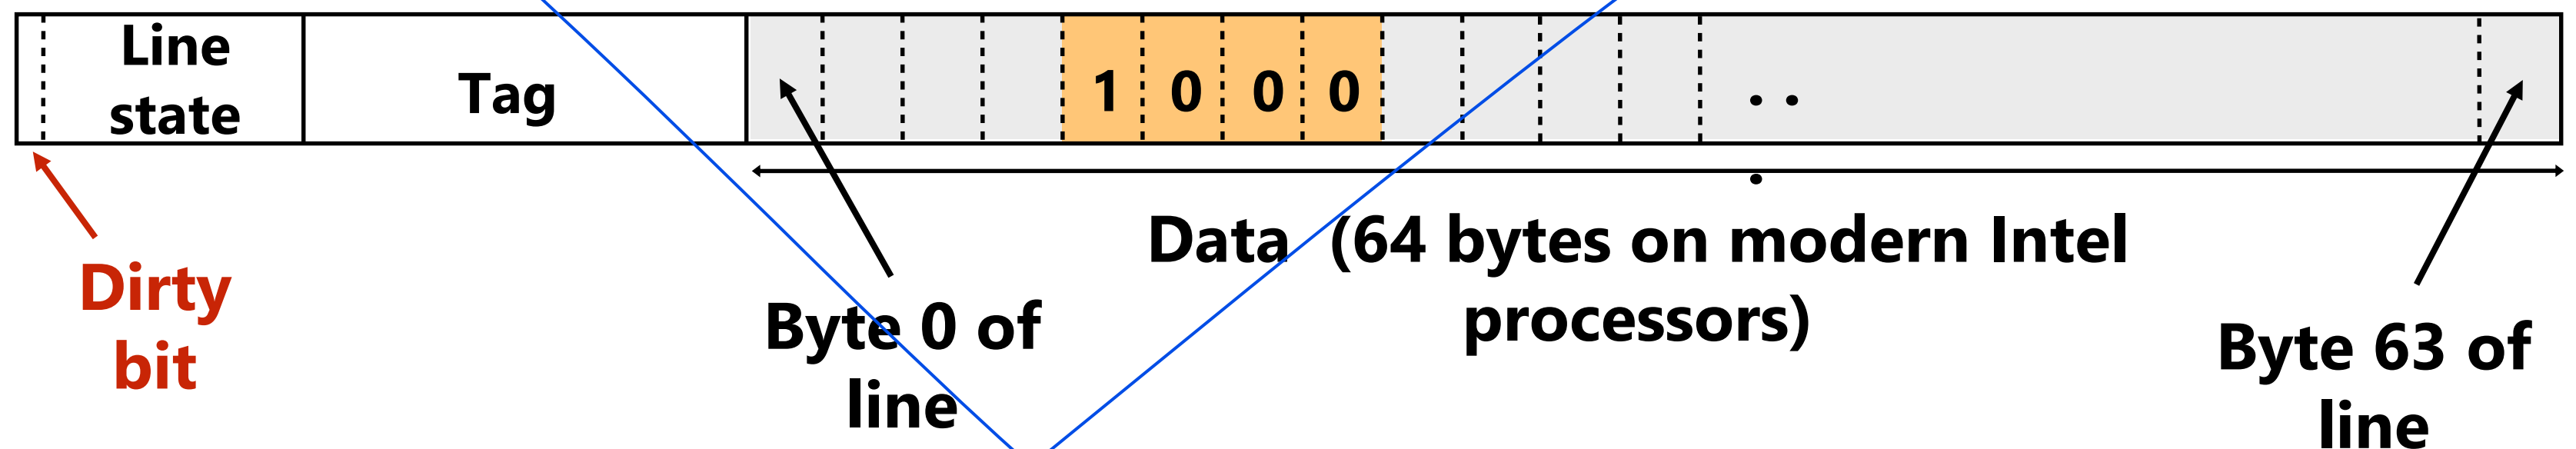 Line
state
Tag
1 0 0 0
. .
.
Dirty
bit
Byte 0 of
line
Data (64 bytes on modern Intel
processors)
Byte 63 of
line